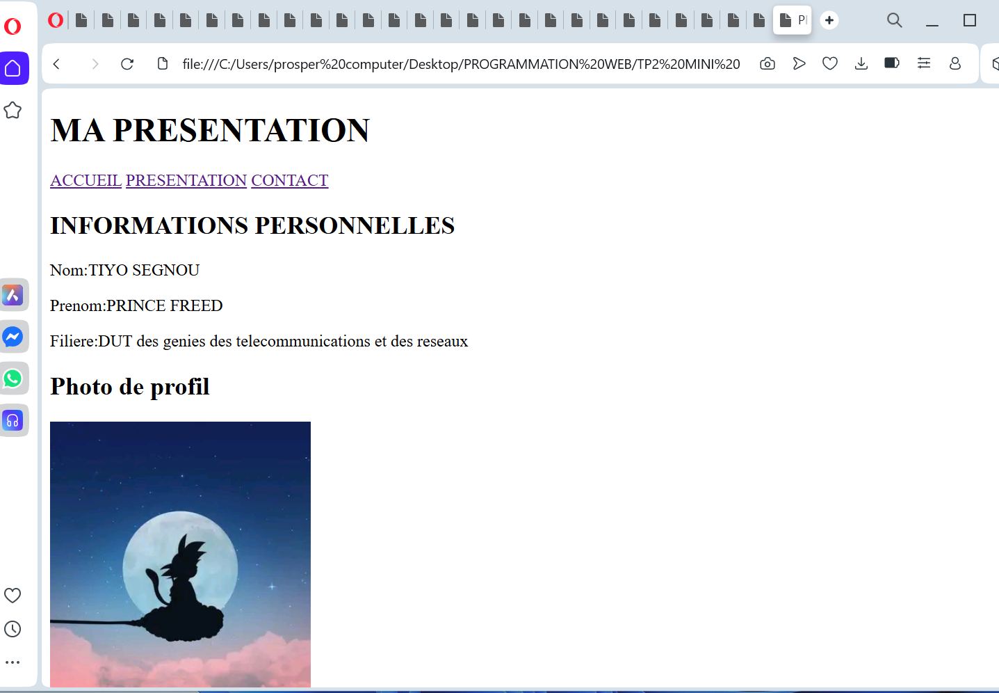 P
file:///C:/Users/prosper%20computer/Desktop/PROGRAMMATION%20WEB/TP2%20MINI%20
MA PRESENTATION
ACCUEIL PRESENTATION CONTACT
INFORMATIONS PERSONNELLES
Nom:TIYO SEGNOU
Prenom:PRINCE FREED
Filiere:DUT des genies des telecommunications et des reseaux
Photo de profil